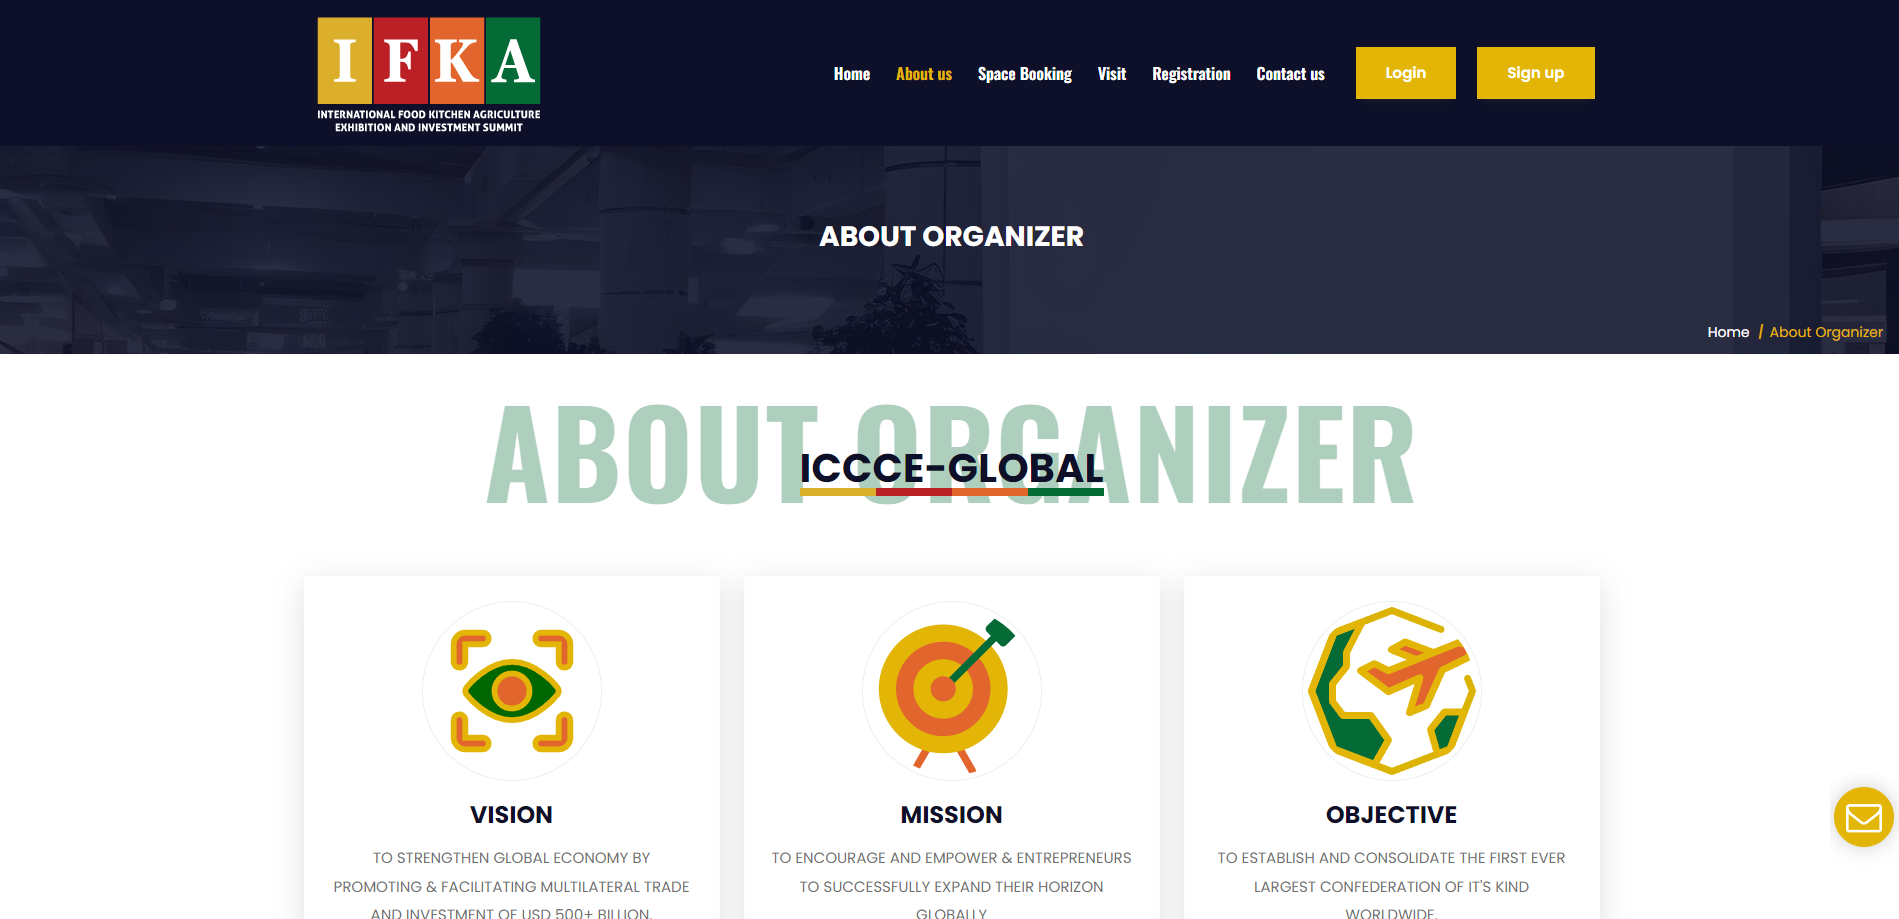 IFKA
INTERNATIONAL FOOD KITCHEN AGRICULTURE
EXHIBITION AND INVESTMENT SUMMIT
Home About us Space Booking Visit Registration Contact us Login Sign up
ABOUT ORGANIZER
Home / About Organizer
ABOUT ORGANIZER
ICCCE-GLOBAL
VISION
TO STRENGTHEN GLOBAL ECONOMY BY
PROMOTING & FACILITATING MULTILATERAL TRADE
AND INVESTMENT OF USD 500+ BILLION.
MISSION
TO ENCOURAGE AND EMPOWER & ENTREPRENEURS
TO SUCCESSFULLY EXPAND THEIR HORIZON
GLOBALLY
OBJECTIVE
TO ESTABLISH AND CONSOLIDATE THE FIRST EVER
LARGEST CONFEDERATION OF IT'S KIND
WORLDWIDE.